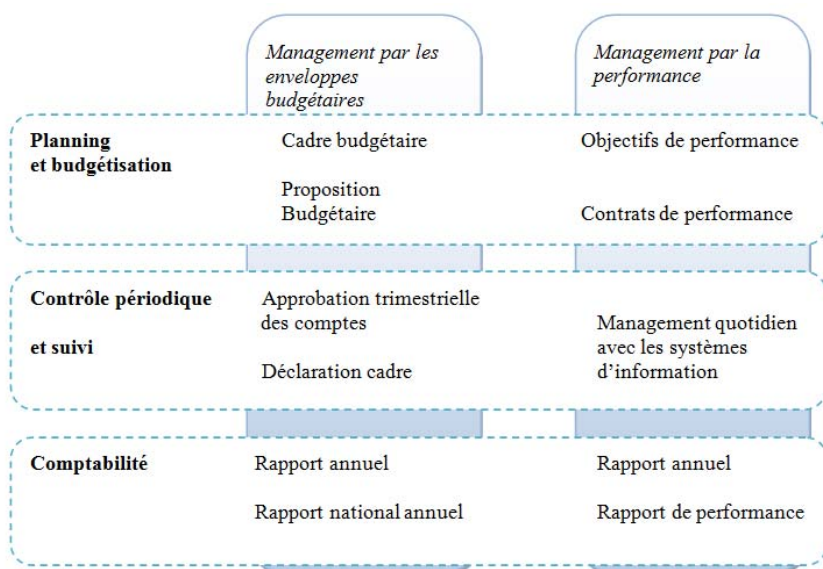 Management par les
enveloppes
budgétaires
Management par la
performance
Planning
et budgétisation
Cadre budgétaire
Proposition
Budgétaire
Objectifs de performance
Contrats de performance
Contrôle périodique
et suivi
Approbation trimestrielle
des comptes
Déclaration cadre
Management quotidien
avec les systèmes
d’information
Comptabilité
Rapport annuel
Rapport national annuel
Rapport annuel
Rapport de performance